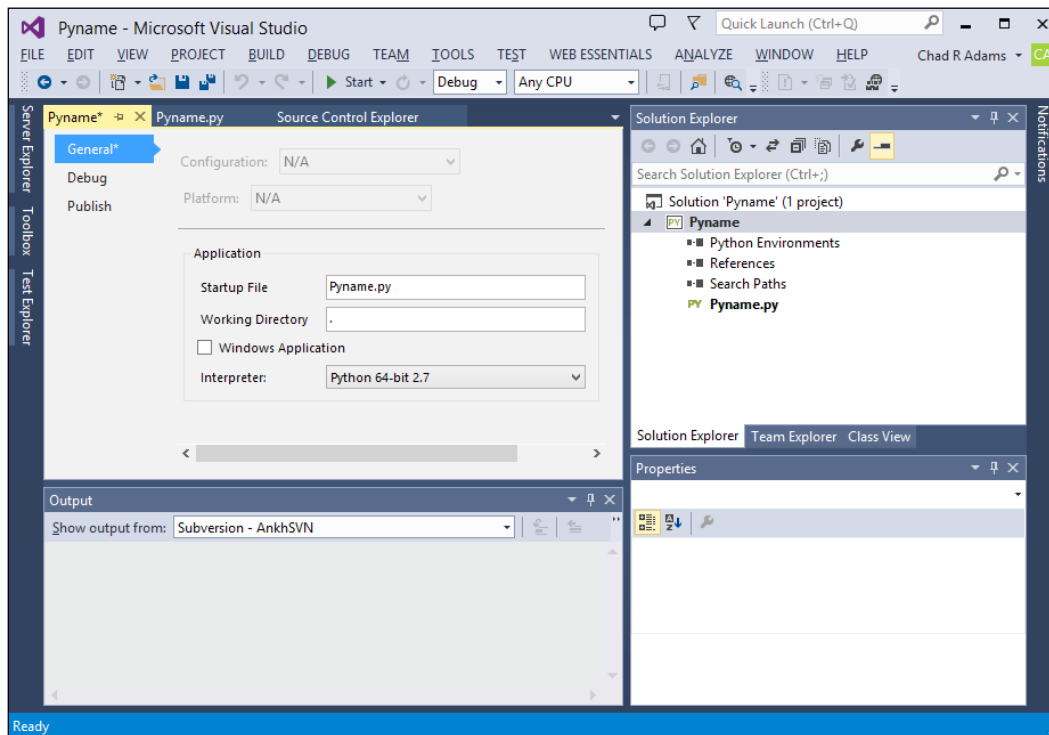 Pyname - Microsoft Visual Studio
Quick Launch (Ctrl+Q)
FILE EDIT VIEW PROJECT BUILD DEBUG TEAM TOOLS TEST WEB ESSENTIALS ANALYZE WINDOW HELP Chad R Adams CA
Start Debug Any CPU
Server Explorer
Toolbox
Test Explorer
Pyname* Pyname.py Source Control Explorer
General*
Debug
Publish
Configuration: N/A
Platform: N/A
Application
Startup File Pyname.py
Working Directory .
Windows Application
Interpreter: Python 64-bit 2.7
Output
Show output from: Subversion - AnkhSVN
Solution Explorer
Search Solution Explorer (Ctrl+;)
Solution 'Pyname' (1 project)
PY Pyname
Python Environments
References
Search Paths
PY Pyname.py
Solution Explorer Team Explorer Class View
Properties
Notifications
Ready